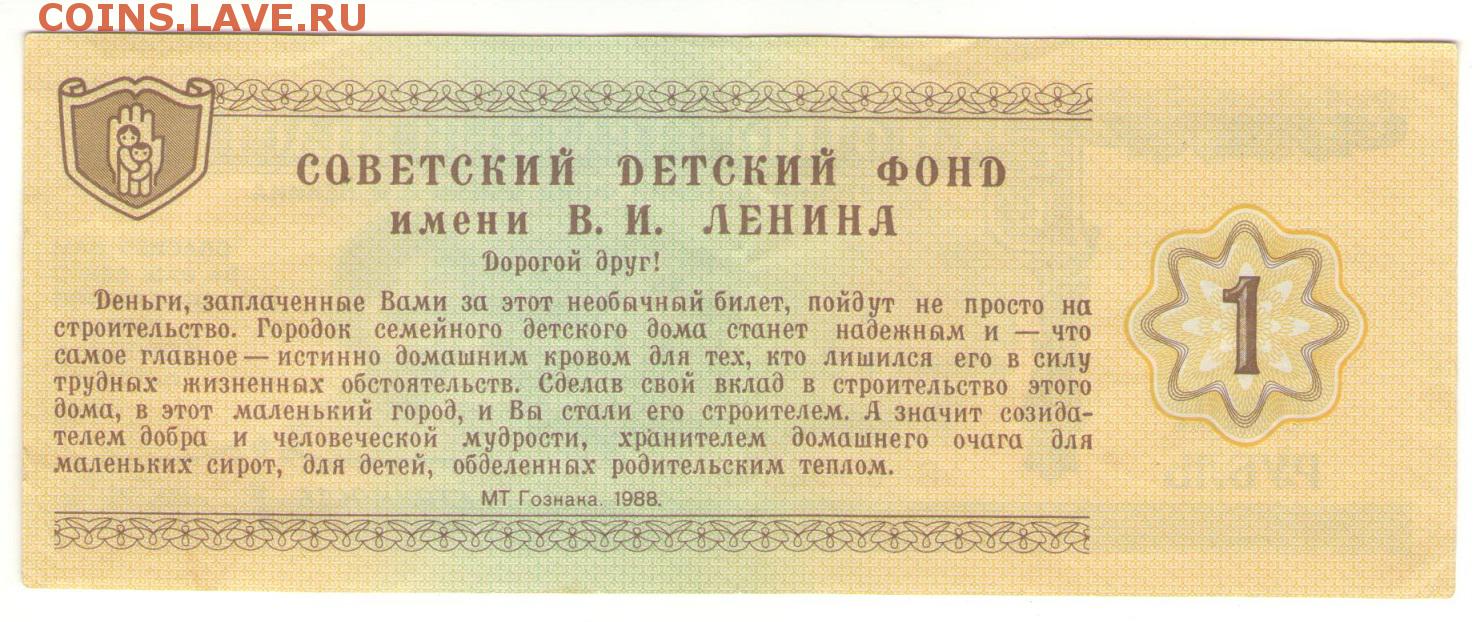 COINS.LAVE.RU
СОВЕТСКИЙ ДЕТСКИЙ ФОНД
имени В. И. ЛЕНИНА
Дорогой друг!
Деньги, заплаченные Вами за этот необычный билет, пойдут не просто на
строительство. Городок семейного детского дома станет надежным и — что
самое главное — истинно домашним кровом для тех, кто лишился его в силу
трудных жизненных обстоятельств. Сделав свой вклад в строительство этого
дома, в этот маленький город, и Вы стали его строителем. А значит созида-
телем добра и человеческой мудрости, хранителем домашнего очага для
маленьких сирот, для детей, обделенных родительским теплом.
МТ Гознака. 1988.
1